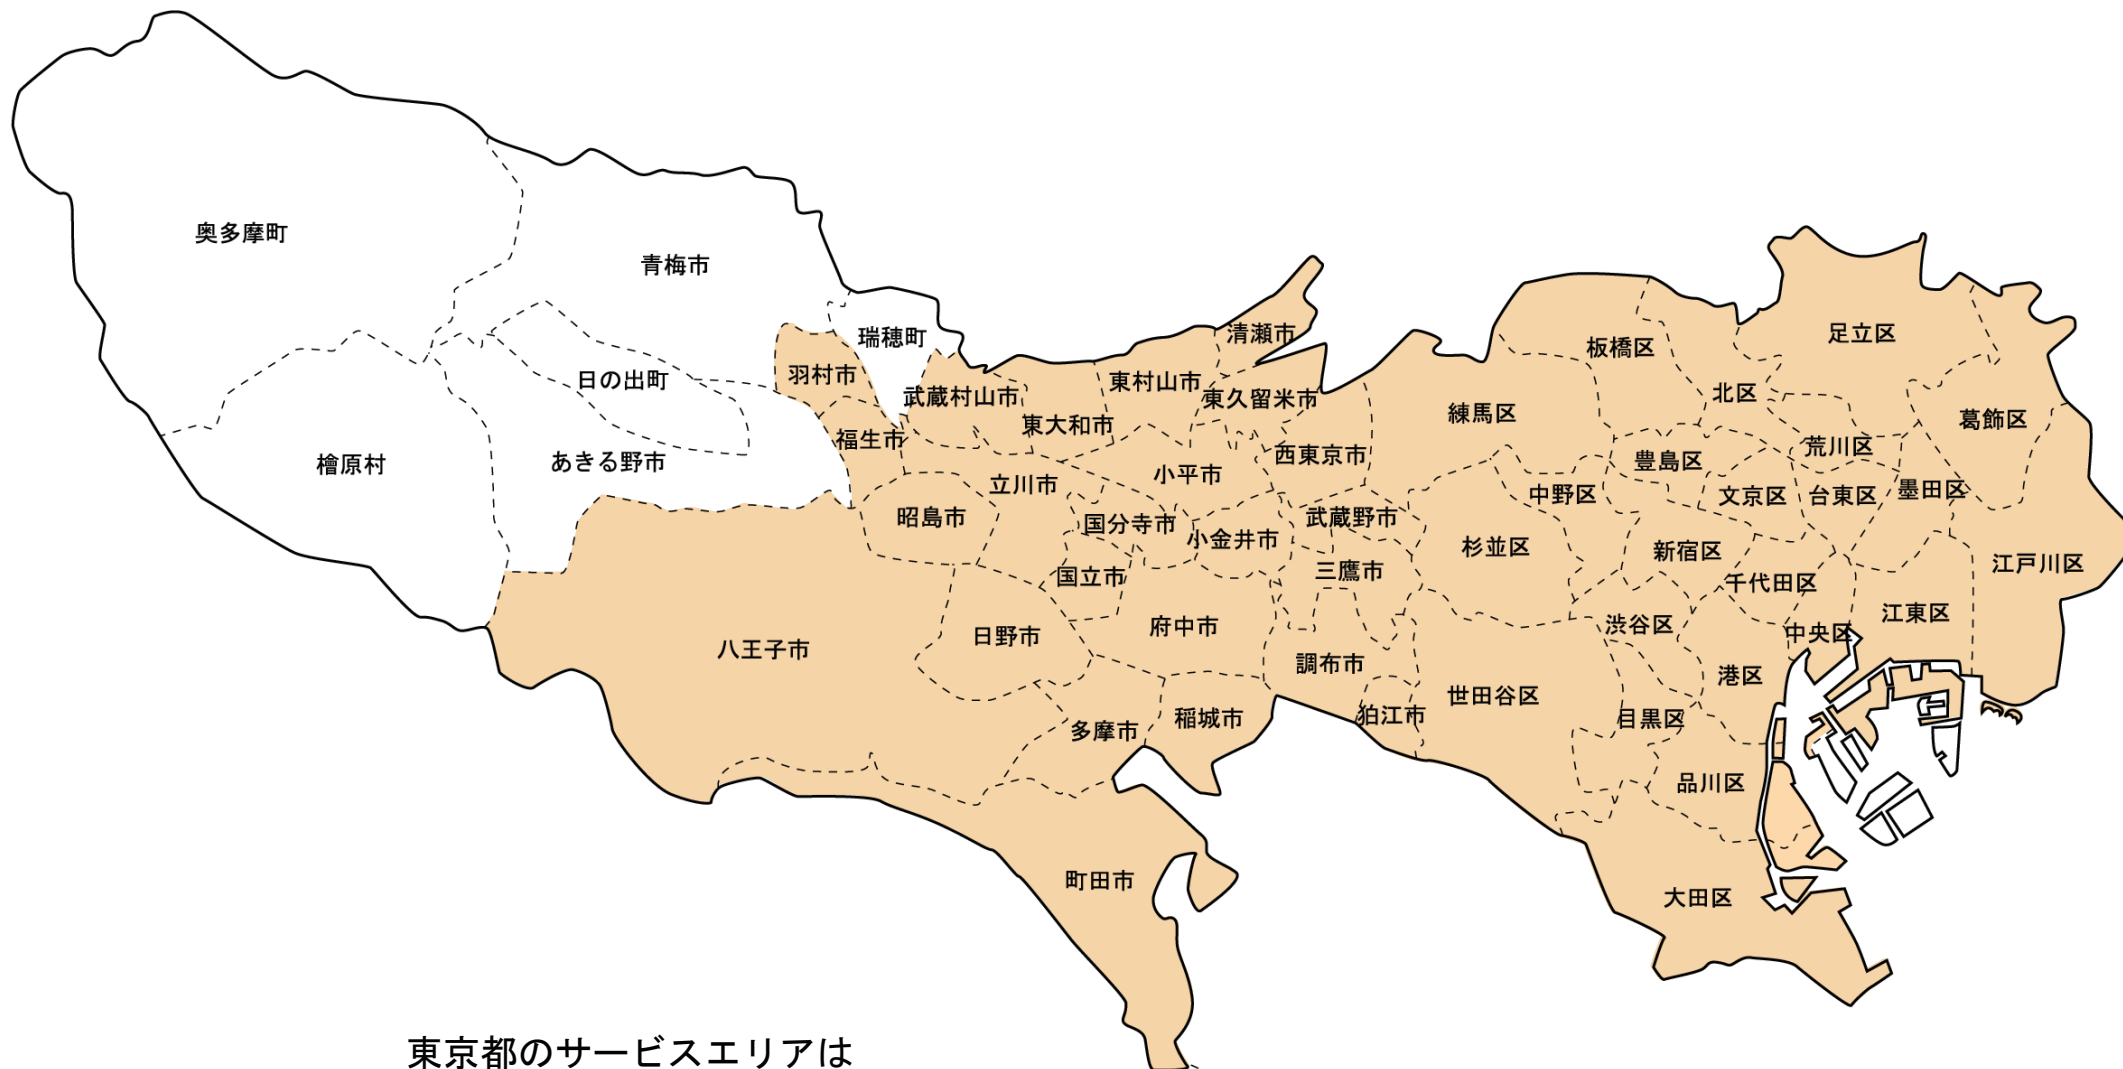 奥多摩町
青梅市
瑞穂町
日の出町
檜原村
あきる野市
羽村市
福生市
武蔵村山市
東大和市
東村山市
清瀬市
東久留米市
西東京市
小平市
立川市
昭島市
国分寺市
小金井市
武蔵野市
三鷹市
国立市
府中市
日野市
八王子市
調布市
狛江市
稲城市
多摩市
町田市
練馬区
板橋区
北区
足立区
葛飾区
荒川区
豊島区
文京区
台東区
墨田区
中野区
杉並区
新宿区
千代田区
江戸川区
江東区
中央区
渋谷区
港区
世田谷区
目黒区
品川区
大田区
東京都のサービスエリアは